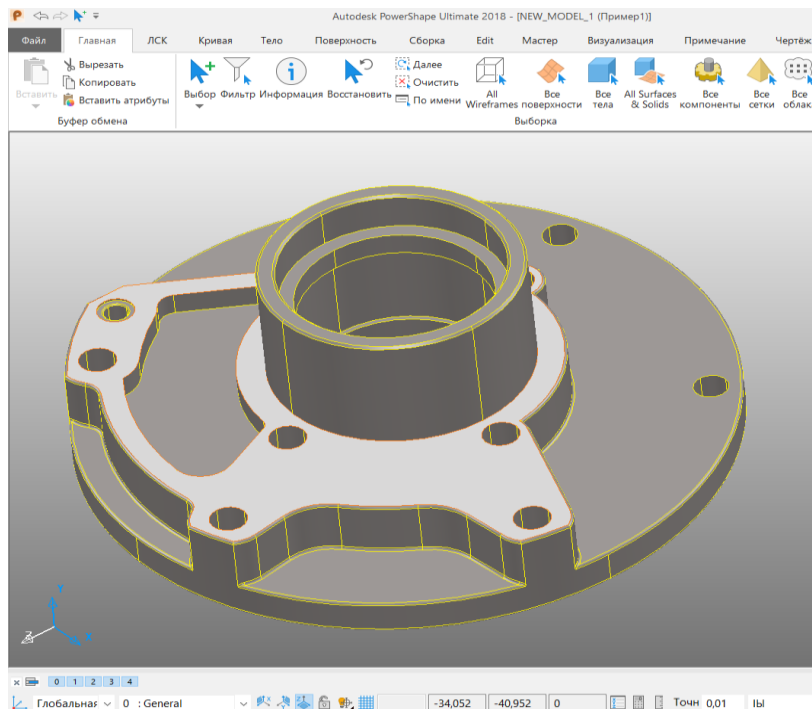 Autodesk PowerShape Ultimate 2018 - [NEW_MODEL_1 (Пример1)]
Файл Главная ЛСК Кривая Тело Поверхность Сборка Edit Мастер Визуализация Примечание Чертёж
Вставить
Вырезать
Копировать
Вставить атрибуты
Буфер обмена
Выбор Фильтр Информация Восстановить
Далее
Очистить
По имени
All Wireframes
Все поверхности
Все тела
All Surfaces & Solids
Все компоненты
Все сетки
Все облак
Выборка
Y
X
Z
0 1 2 3 4
Глобальная 0 : General -34,052 -40,952 0 Точн 0,01